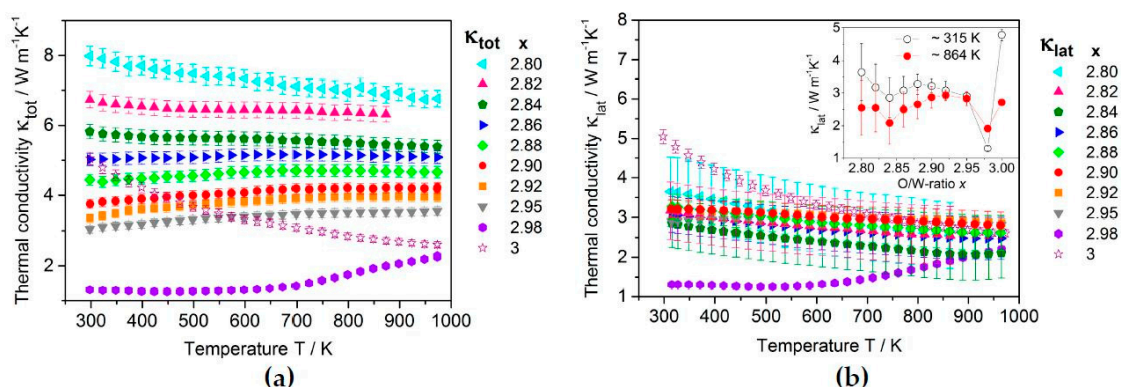 (a)
Thermal conductivity κtot / W m⁻¹K⁻¹
8
6
4
2
300 400 500 600 700 800 900 1000
Temperature T / K
κtot x
2.80
2.82
2.84
2.86
2.88
2.90
2.92
2.95
2.98
3
(a)
(b)
Thermal conductivity κlat / W m⁻¹K⁻¹
8
7
6
5
4
3
2
1
300 400 500 600 700 800 900 1000
Temperature T / K
κlat / W m⁻¹K⁻¹
5
4
3
2
1
~ 315 K
~ 864 K
2.80 2.85 2.90 2.95 3.00
O/W-ratio x
κlat x
2.80
2.82
2.84
2.86
2.88
2.90
2.92
2.95
2.98
3
(b)